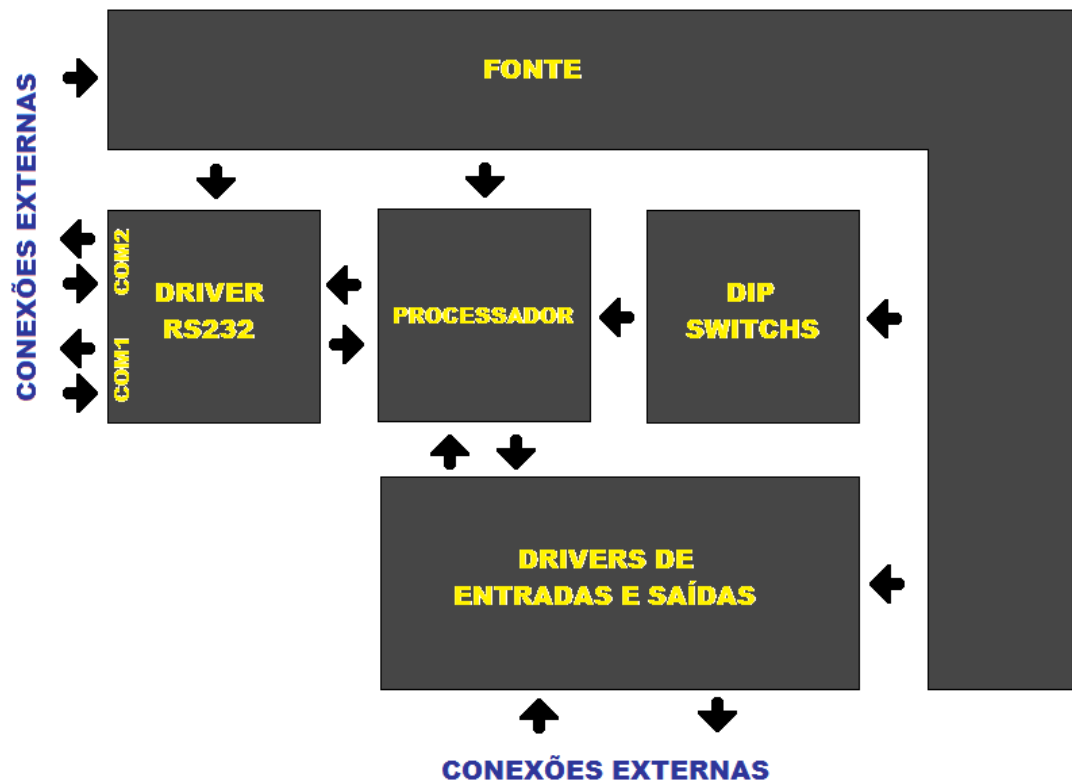 FONTE
CONEXÕES EXTERNAS
COM2
COM1
DRIVER
RS232
PROCESSADOR
DIP
SWITCHS
DRIVERS DE
ENTRADAS E SAÍDAS
CONEXÕES EXTERNAS